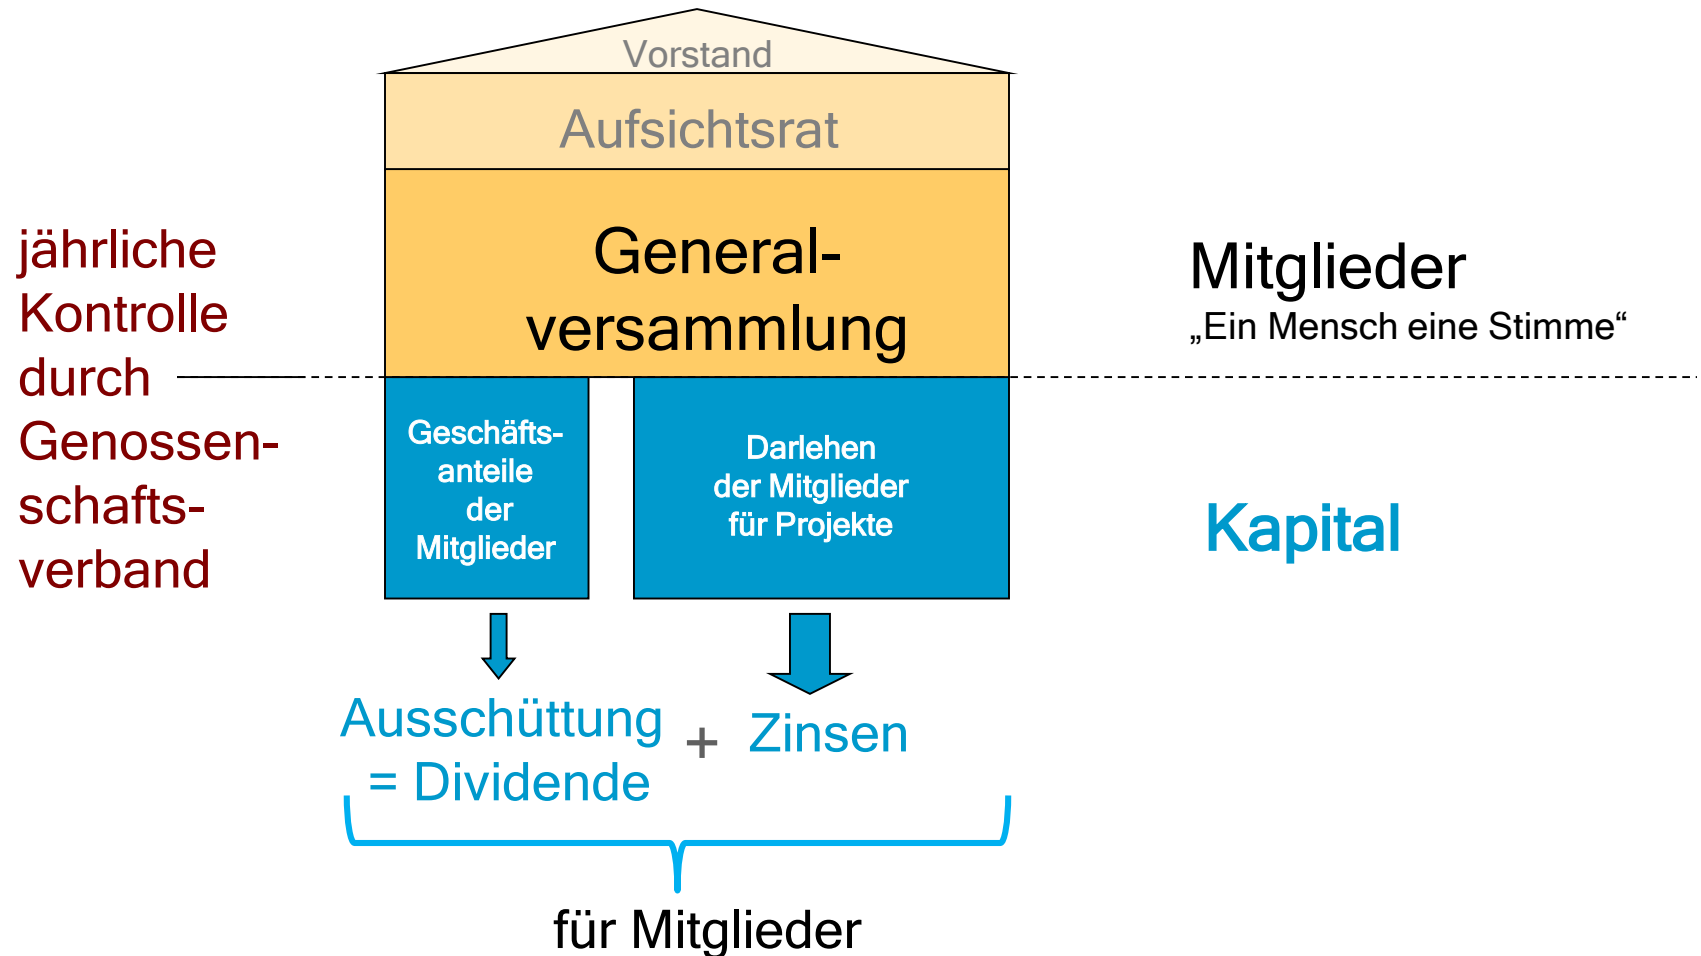 Vorstand
Aufsichtsrat
General-
versammlung
jährliche
Kontrolle
durch
Genossen-
schafts-
verband
Mitglieder
„Ein Mensch eine Stimme“
Geschäfts-
anteile
der
Mitglieder
Darlehen
der Mitglieder
für Projekte
Kapital
Ausschüttung
= Dividende
+
Zinsen
für Mitglieder